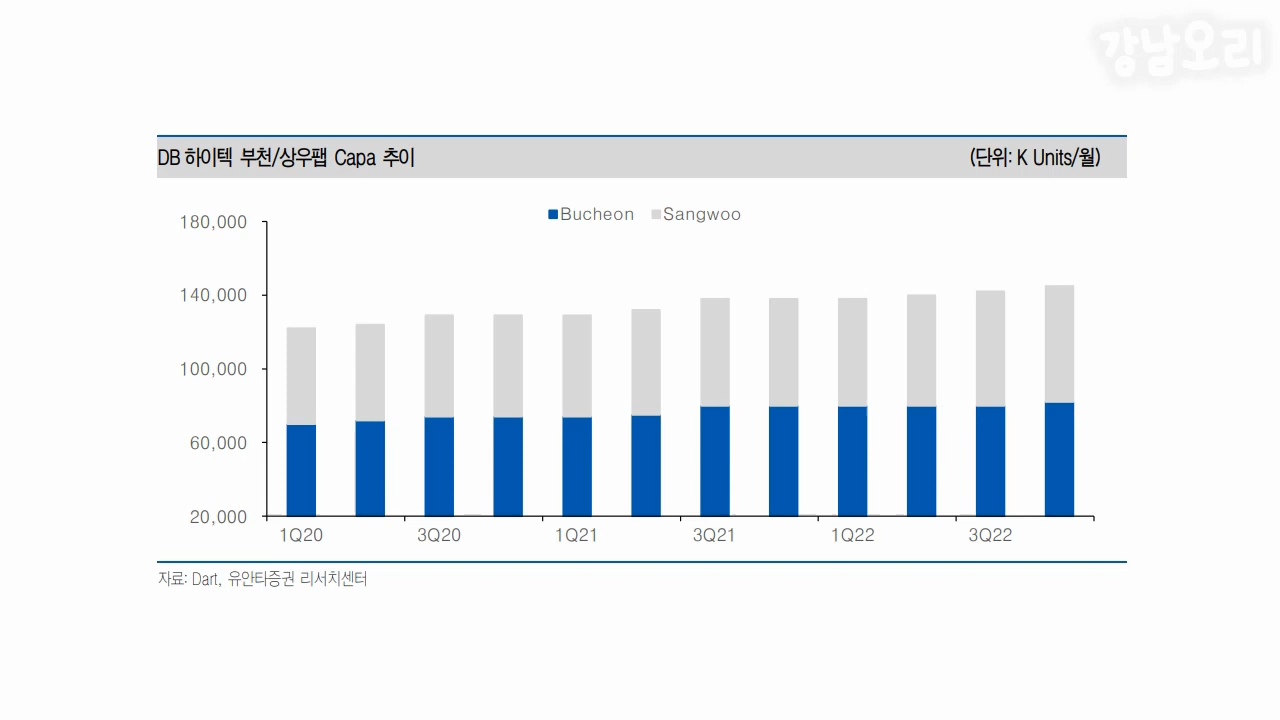 강남오리
DB하이텍 부천/상우팹 Capa 추이 (단위: K Units/월)
Bucheon Sangwoo
180,000
140,000
100,000
60,000
20,000
1Q20 3Q20 1Q21 3Q21 1Q22 3Q22
자료: Dart, 유안타증권 리서치센터